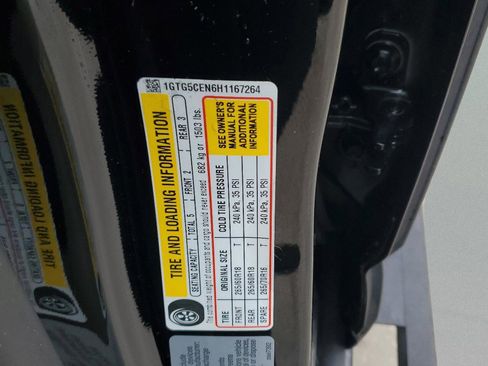 1GTG5CEN6H1167264
TIRE AND LOADING INFORMATION
SEATING CAPACITY TOTAL 5 FRONT 2 REAR 3
The combined weight of occupants and cargo should never exceed 682 kg or 1503 lbs.
TIRE ORIGINAL SIZE COLD TIRE PRESSURE
FRONT 265/60R18 T 240 kPa, 35 PSI
REAR 265/60R18 T 240 kPa, 35 PSI
SPARE 265/70R16 T 240 kPa, 35 PSI
SEE OWNER'S
MANUAL FOR
ADDITIONAL
INFORMATION